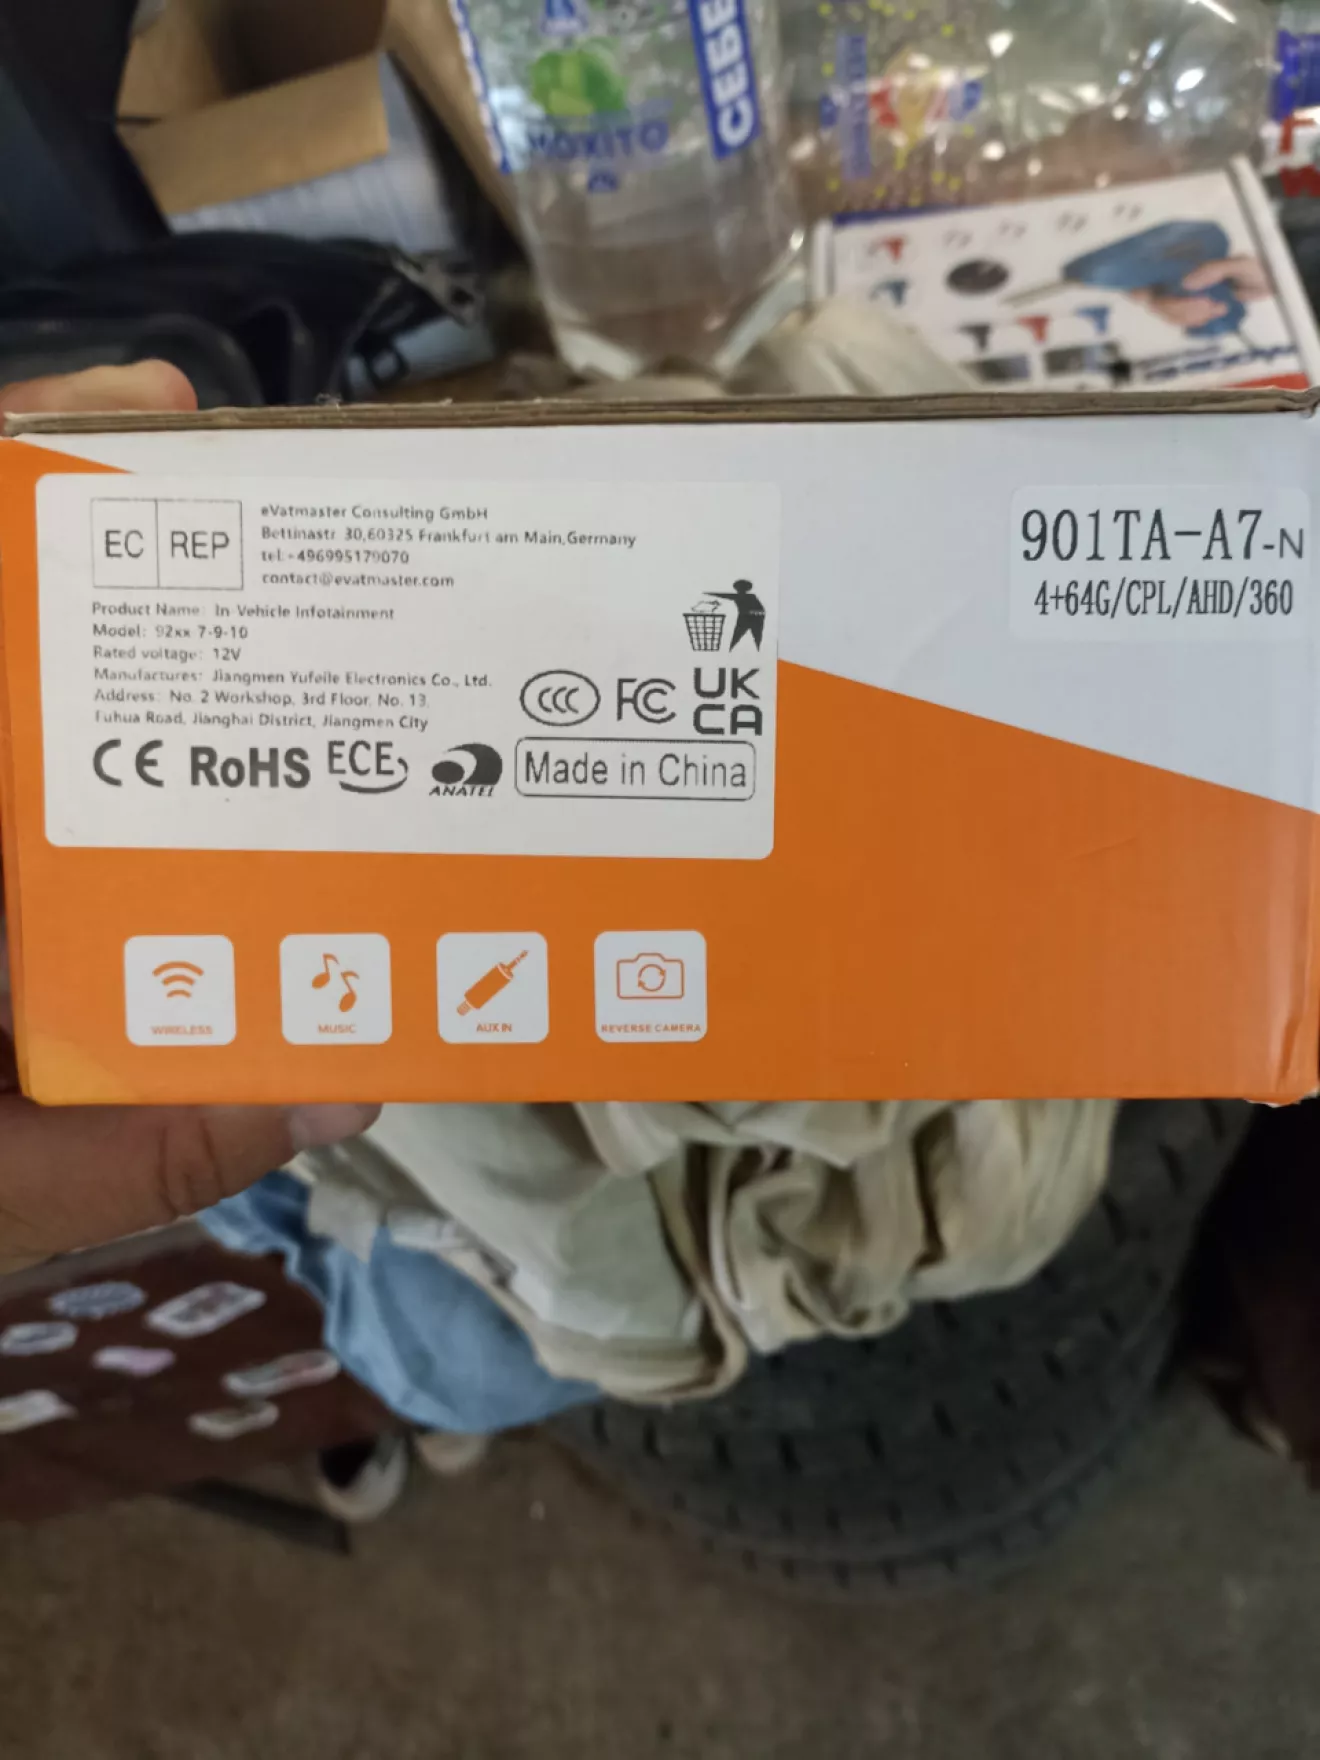 MOXITO
СЕВЕ
EC REP
eVatmaster Consulting GmbH
Bettinastr 30,60325 Frankfurt am Main,Germany
tel:+496995179070
contact@evatmaster.com
Product Name: In-Vehicle Infotainment
Model: 92xx 7-9-10
Rated voltage: 12V
Manufactures: Jiangmen Yufeile Electronics Co., Ltd.
Address: No. 2 Workshop, 3rd Floor, No. 13,
Fuhua Road, Jianghai District, Jiangmen City
CCC FC UK CA
CE RoHS ECE ANATEL Made in China
901TA-A7-N
4+64G/CPL/AHD/360
WIRELESS
MUSIC
AUX IN
REVERSE CAMERA